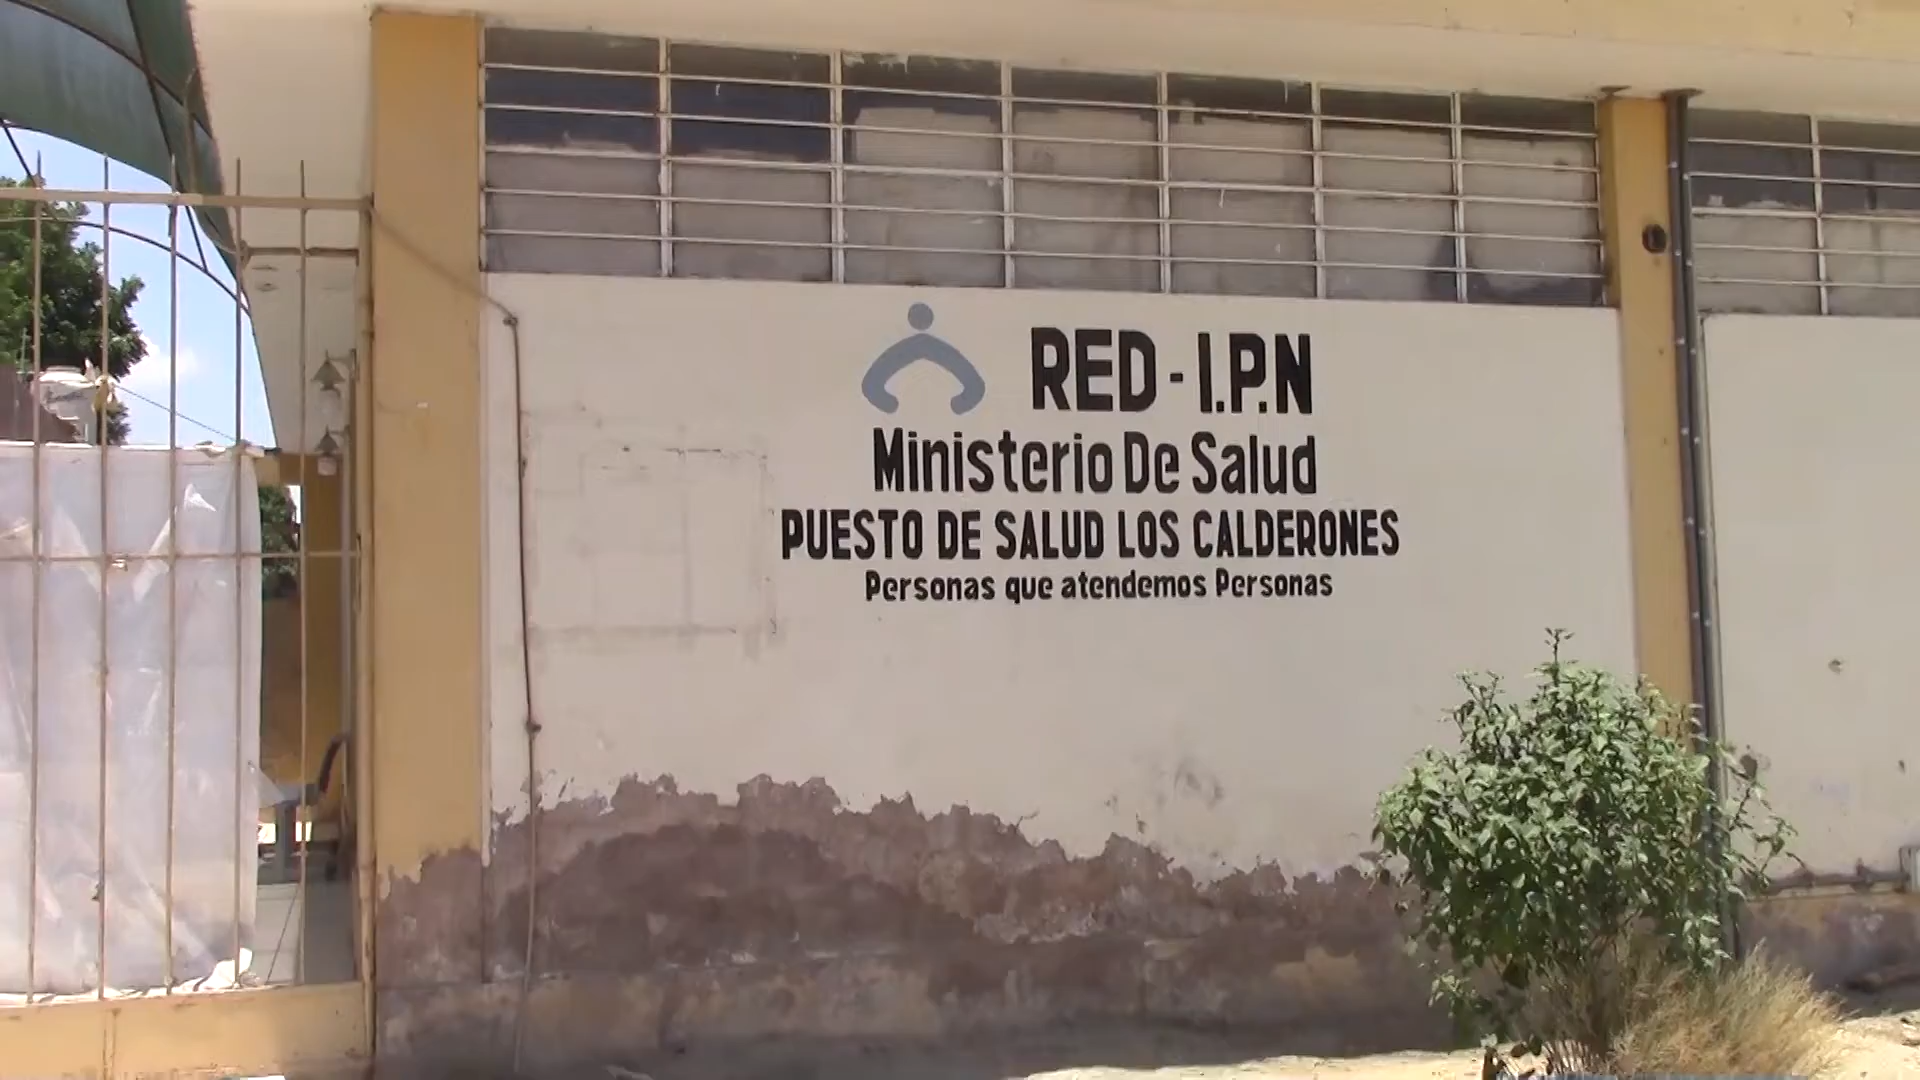 RED - I.P.N
Ministerio De Salud
PUESTO DE SALUD LOS CALDERONES
Personas que atendemos Personas